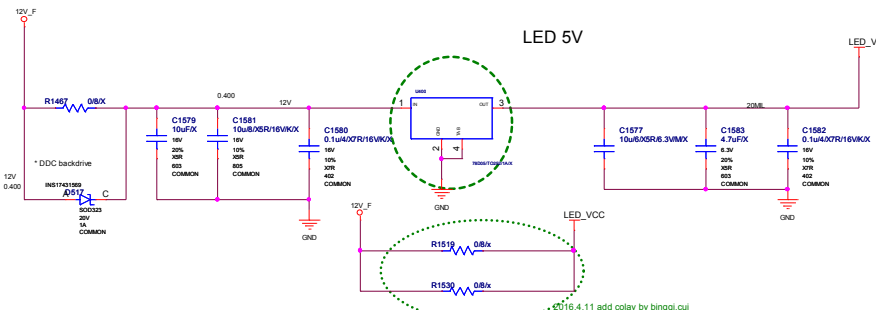 12V_F
LED 5V
LED_V
R1467 0/8/X
C1579
10uF/X
16V
20%
X5R
603
COMMON
0.400
C1581
10u/8/X5R/16V/K/X
16V
10%
X5R
805
COMMON
12V
C1580
0.1u/4/X7R/16V/K/X
16V
10%
X7R
402
COMMON
1
IN
OUT
GND
TAB
3
2
4
GND
20MIL
C1577
10u/6/X5R/6.3V/M/X
C1583
4.7uF/X
6.3V
20%
X5R
603
COMMON
C1582
0.1u/4/X7R/16V/K/X
16V
10%
X7R
402
COMMON
GND
* DDC backdrive
12V
0.400
INS17431569
A
D517
C
SOD323
20V
1A
COMMON
GND
12V_F
LED_VCC
R1519 0/8/x
R1530 0/8/x
2016.4.11 add colay by binggi.cui